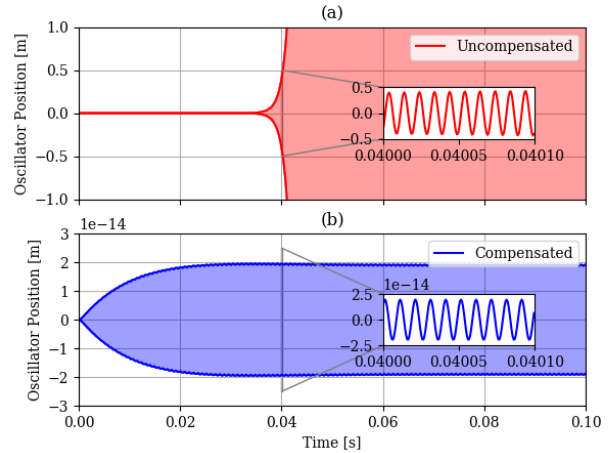 (a)
Oscillator Position [m]
1.0
0.5
0.0
−0.5
−1.0
Uncompensated
0.5
0.0
−0.5
0.04000 0.04005 0.04010
(b)
1e−14
Oscillator Position [m]
3
2
1
0
−1
−2
−3
Compensated
1e−14
2.5
0.0
−2.5
0.04000 0.04005 0.04010
0.00 0.02 0.04 0.06 0.08 0.10
Time [s]